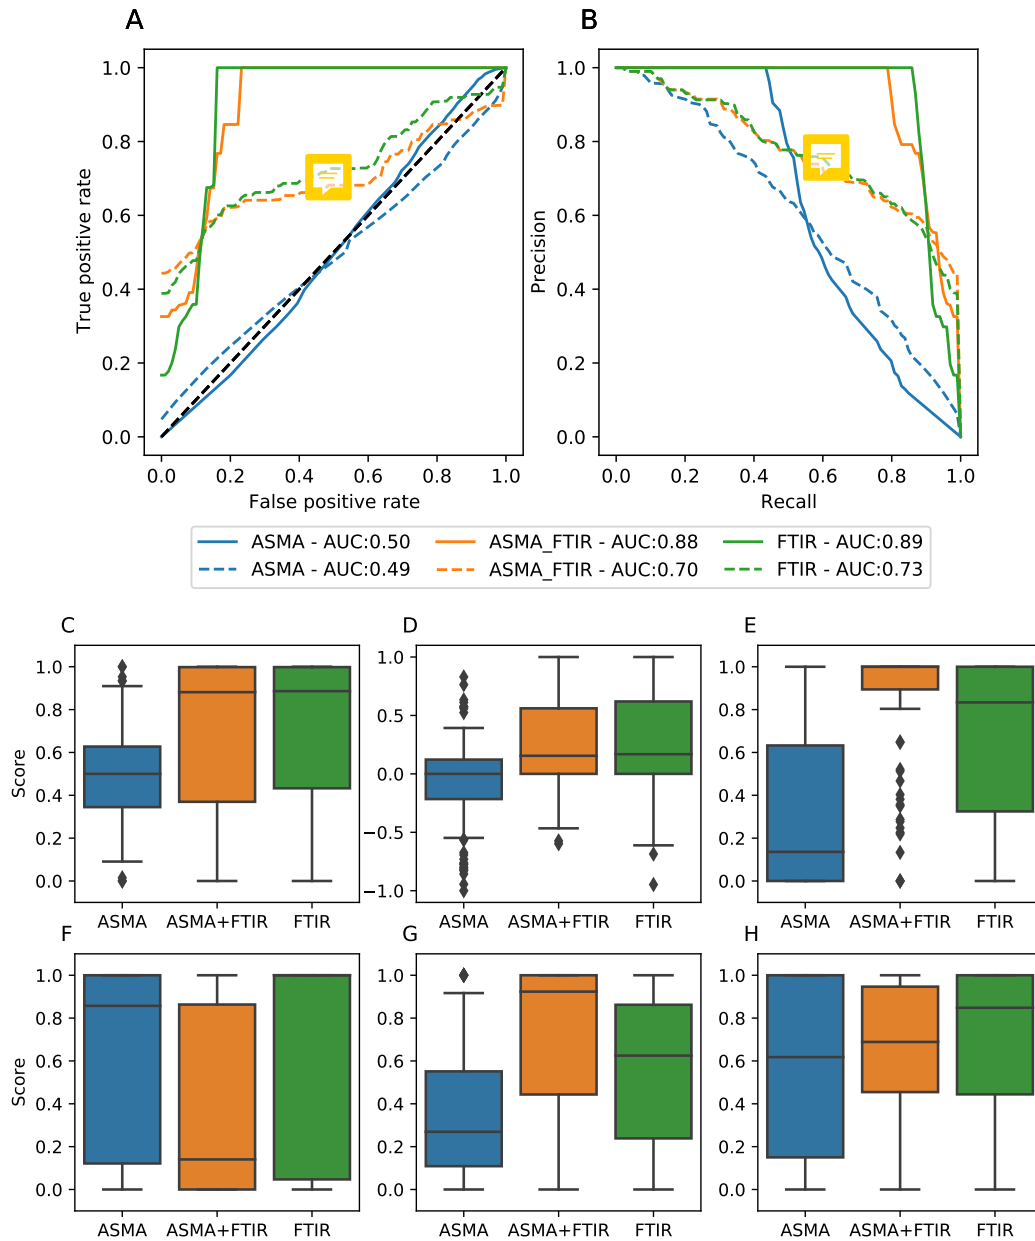 A
B
1.0
0.8
0.6
0.4
0.2
0.0
True positive rate
0.0 0.2 0.4 0.6 0.8 1.0
False positive rate
1.0
0.8
0.6
0.4
0.2
0.0
Precision
0.0 0.2 0.4 0.6 0.8 1.0
Recall
ASMA - AUC:0.50 ASMA_FTIR - AUC:0.88 FTIR - AUC:0.89
ASMA - AUC:0.49 ASMA_FTIR - AUC:0.70 FTIR - AUC:0.73
C
1.0
0.8
0.6
0.4
0.2
0.0
Score
ASMA ASMA+FTIR FTIR
D
1.0
0.5
0.0
−0.5
−1.0
ASMA ASMA+FTIR FTIR
E
1.0
0.8
0.6
0.4
0.2
0.0
ASMA ASMA+FTIR FTIR
F
1.0
0.8
0.6
0.4
0.2
0.0
Score
ASMA ASMA+FTIR FTIR
G
1.0
0.8
0.6
0.4
0.2
0.0
ASMA ASMA+FTIR FTIR
H
1.0
0.8
0.6
0.4
0.2
0.0
ASMA ASMA+FTIR FTIR